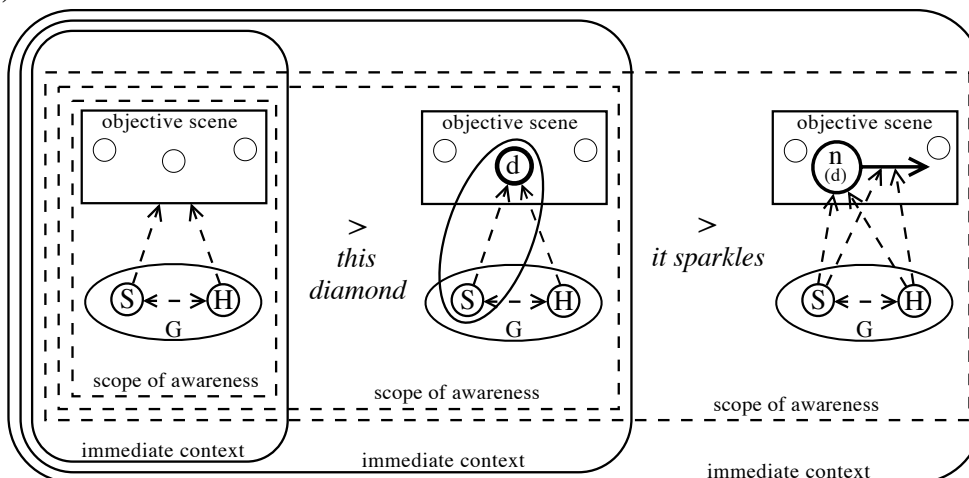 )
objective scene
objective scene
objective scene
d
n
(d)
>
this
diamond
>
it sparkles
S
H
G
S
H
G
S
H
G
scope of awareness
scope of awareness
scope of awareness
immediate context
immediate context
immediate context